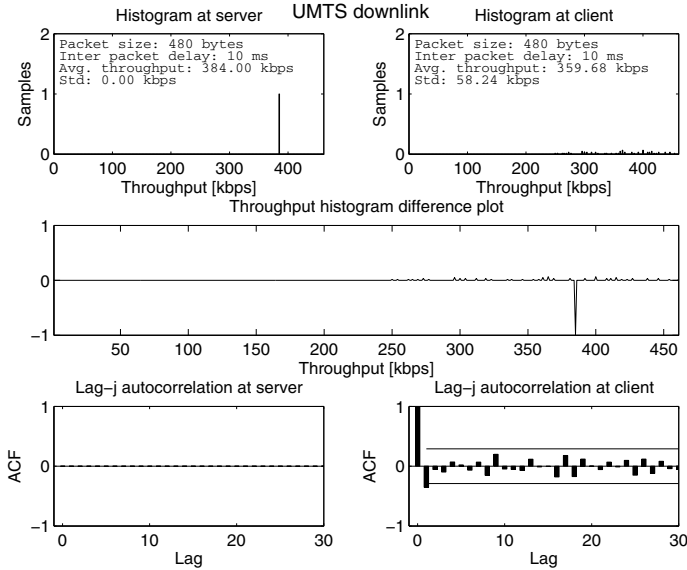 UMTS downlink
Histogram at server
Histogram at client
2
1
0
Samples
Packet size: 480 bytes
Inter packet delay: 10 ms
Avg. throughput: 384.00 kbps
Std: 0.00 kbps
0 100 200 300 400
Throughput [kbps]
2
1
0
Samples
Packet size: 480 bytes
Inter packet delay: 10 ms
Avg. throughput: 359.68 kbps
Std: 58.24 kbps
0 100 200 300 400
Throughput [kbps]
Throughput histogram difference plot
1
0
−1
50 100 150 200 250 300 350 400 450
Throughput [kbps]
Lag−j autocorrelation at server
1
0
−1
ACF
0 10 20 30
Lag
Lag−j autocorrelation at client
1
0
−1
ACF
0 10 20 30
Lag